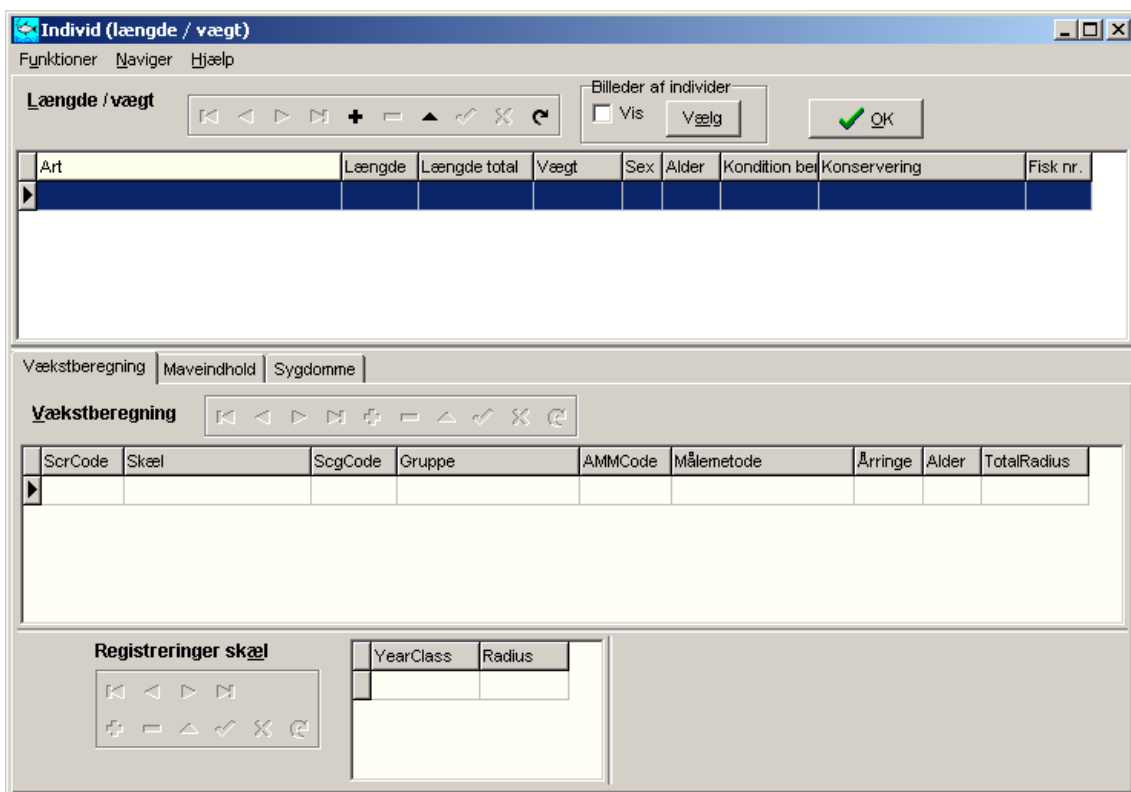 Individ (længde / vægt)
Funktioner Naviger Hjælp
Længde / vægt
Billeder af individer
Vis
Vælg
OK
Art Længde Længde total Vægt Sex Alder Kondition ber Konservering Fisk nr.
Vækstberegning Maveindhold Sygdomme
Vækstberegning
ScrCode Skæl ScgCode Gruppe AMMCode Målemetode Årringe Alder TotalRadius
Registreringer skæl
YearClass Radius